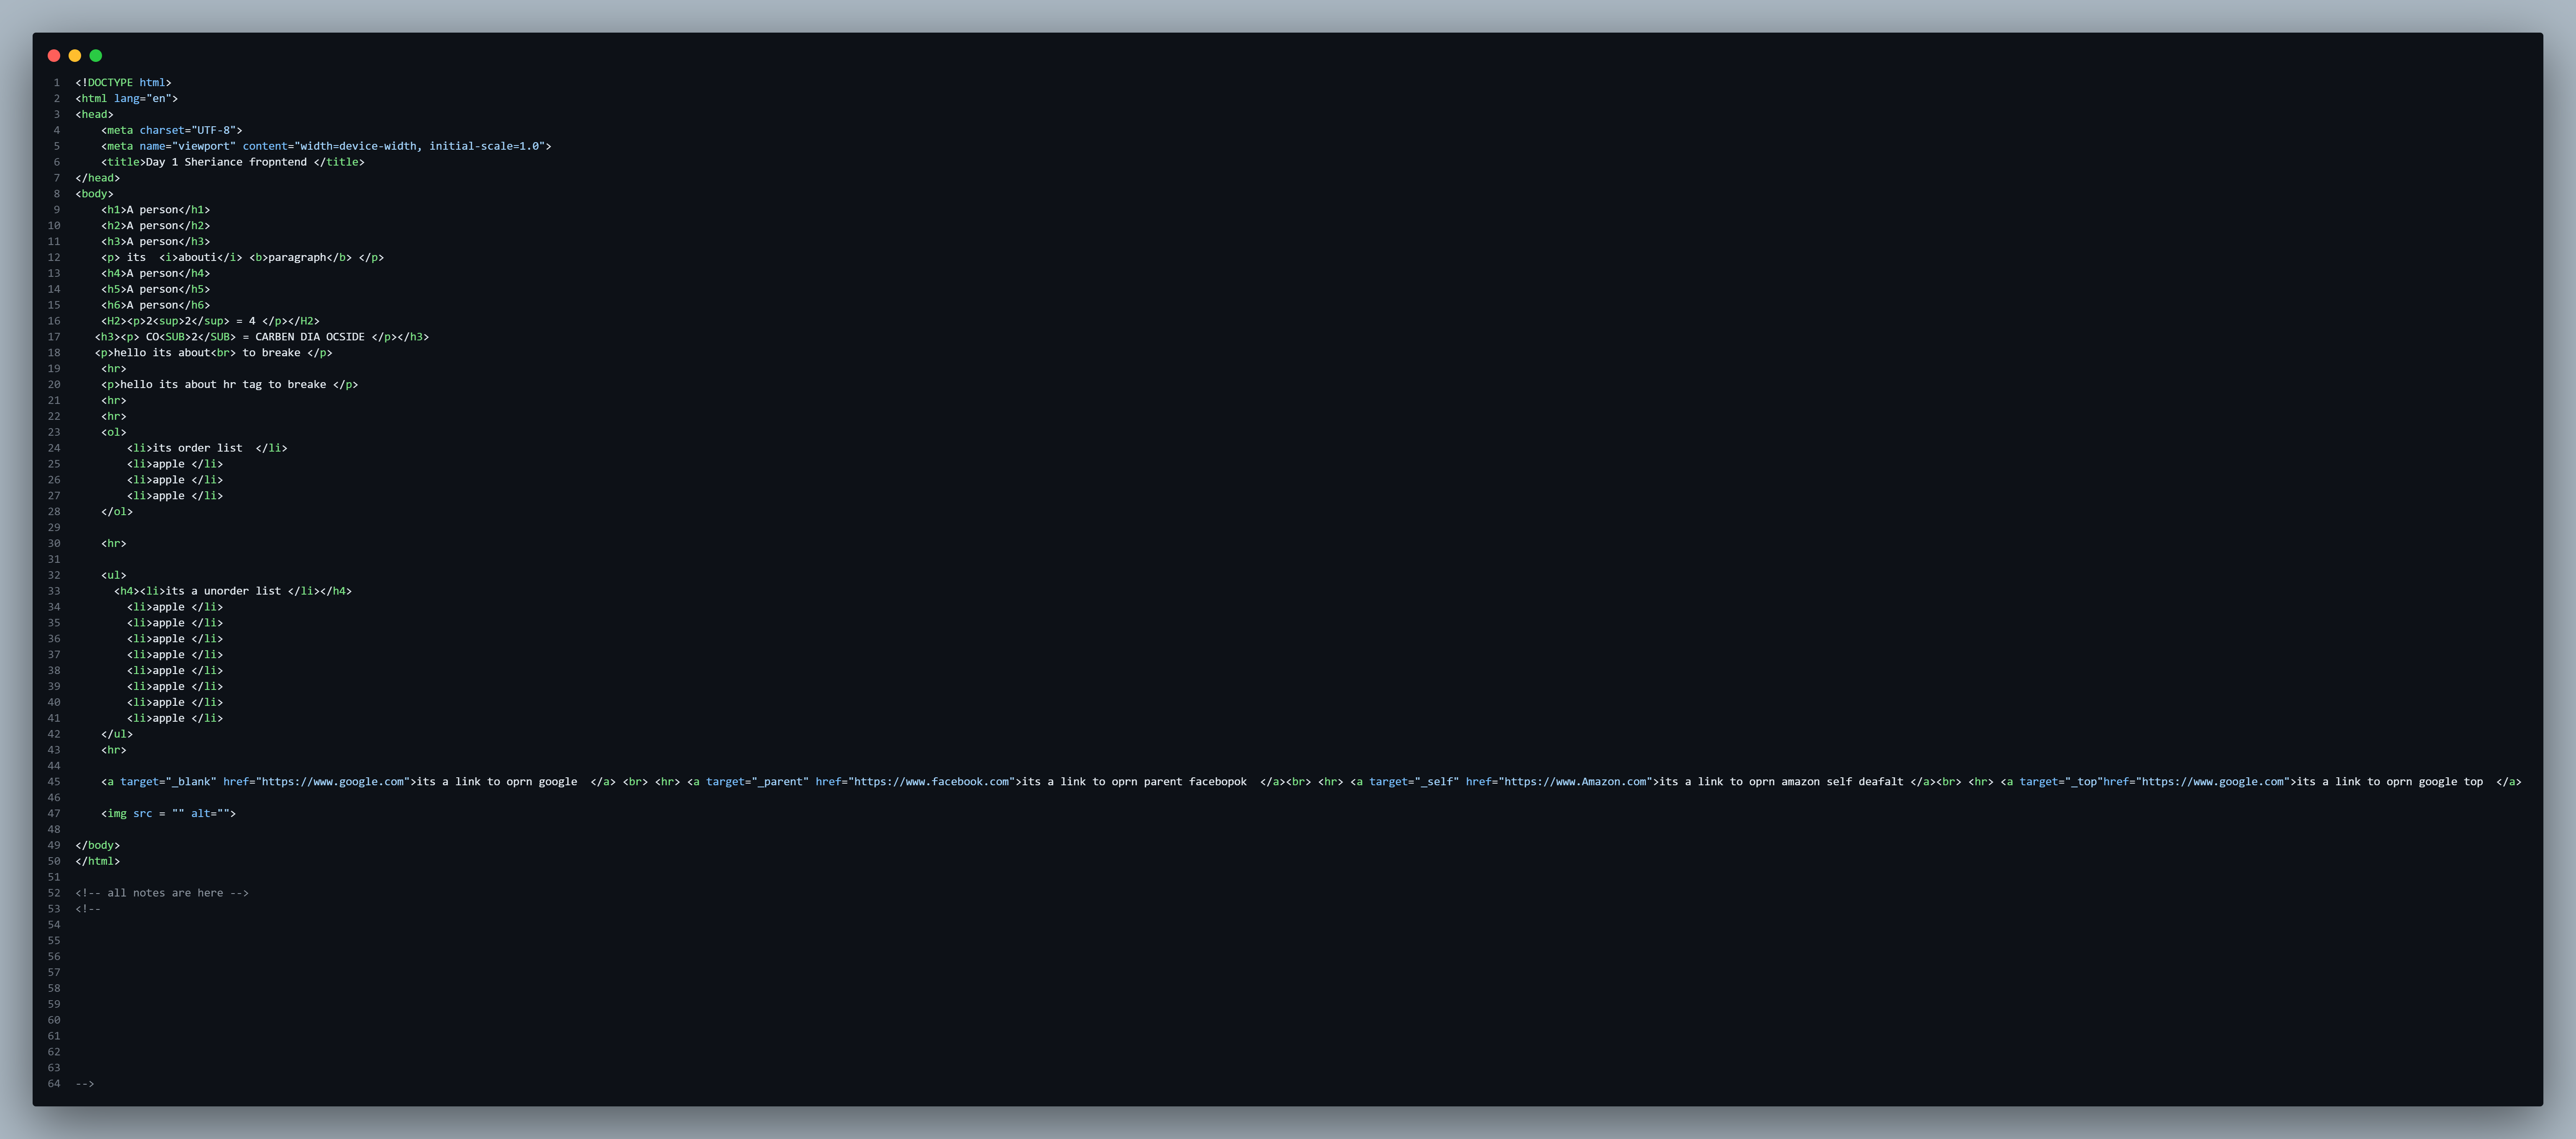 1 <!DOCTYPE html>
2 <html lang="en">
3 <head>
4     <meta charset="UTF-8">
5     <meta name="viewport" content="width=device-width, initial-scale=1.0">
6     <title>Day 1 Sheriance fropntend </title>
7 </head>
8 <body>
9     <h1>A person</h1>
10     <h2>A person</h2>
11     <h3>A person</h3>
12     <p> its  <i>abouti</i> <b>paragraph</b> </p>
13     <h4>A person</h4>
14     <h5>A person</h5>
15     <h6>A person</h6>
16     <H2><p>2<sup>2</sup> = 4 </p></H2>
17    <h3><p> CO<SUB>2</SUB> = CARBEN DIA OCSIDE </p></h3>
18    <p>hello its about<br> to breake </p>
19     <hr>
20     <p>hello its about hr tag to breake </p>
21     <hr>
22     <hr>
23     <ol>
24         <li>its order list  </li>
25         <li>apple </li>
26         <li>apple </li>
27         <li>apple </li>
28     </ol>
29
30     <hr>
31
32     <ul>
33       <h4><li>its a unorder list </li></h4>
34         <li>apple </li>
35         <li>apple </li>
36         <li>apple </li>
37         <li>apple </li>
38         <li>apple </li>
39         <li>apple </li>
40         <li>apple </li>
41         <li>apple </li>
42     </ul>
43     <hr>
44
45     <a target="_blank" href="https://www.google.com">its a link to oprn google  </a> <br> <hr> <a target="_parent" href="https://www.facebook.com">its a link to oprn parent facebopok  </a><br> <hr> <a target="_self" href="https://www.Amazon.com">its a link to oprn amazon self deafalt </a><br> <hr> <a target="_top"href="https://www.google.com">its a link to oprn google top  </a>
46
47     <img src = "" alt="">
48
49 </body>
50 </html>
51
52 <!-- all notes are here -->
53 <!--
54
55
56
57
58
59
60
61
62
63
64 -->